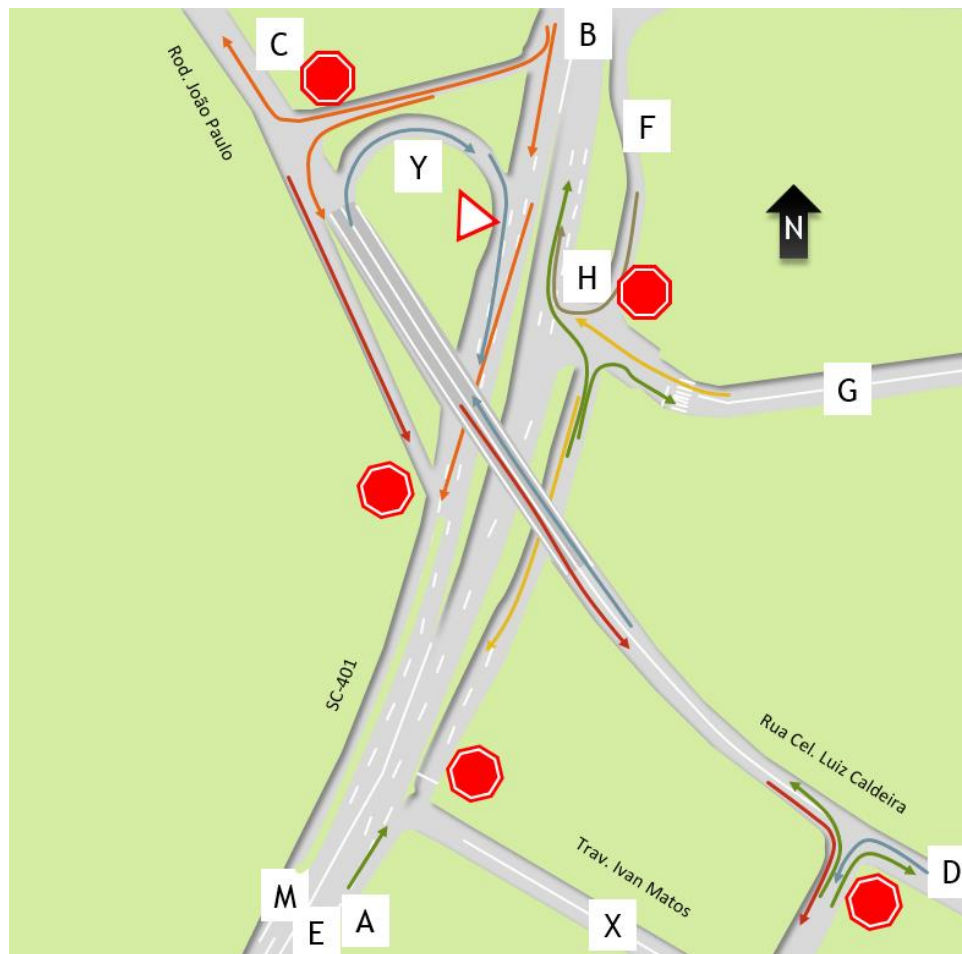 C
B
Rod. João Paulo
F
Y
N
H
G
SC-401
Rua Cel. Luiz Caldeira
Trav. Ivan Matos
D
M
E
A
X